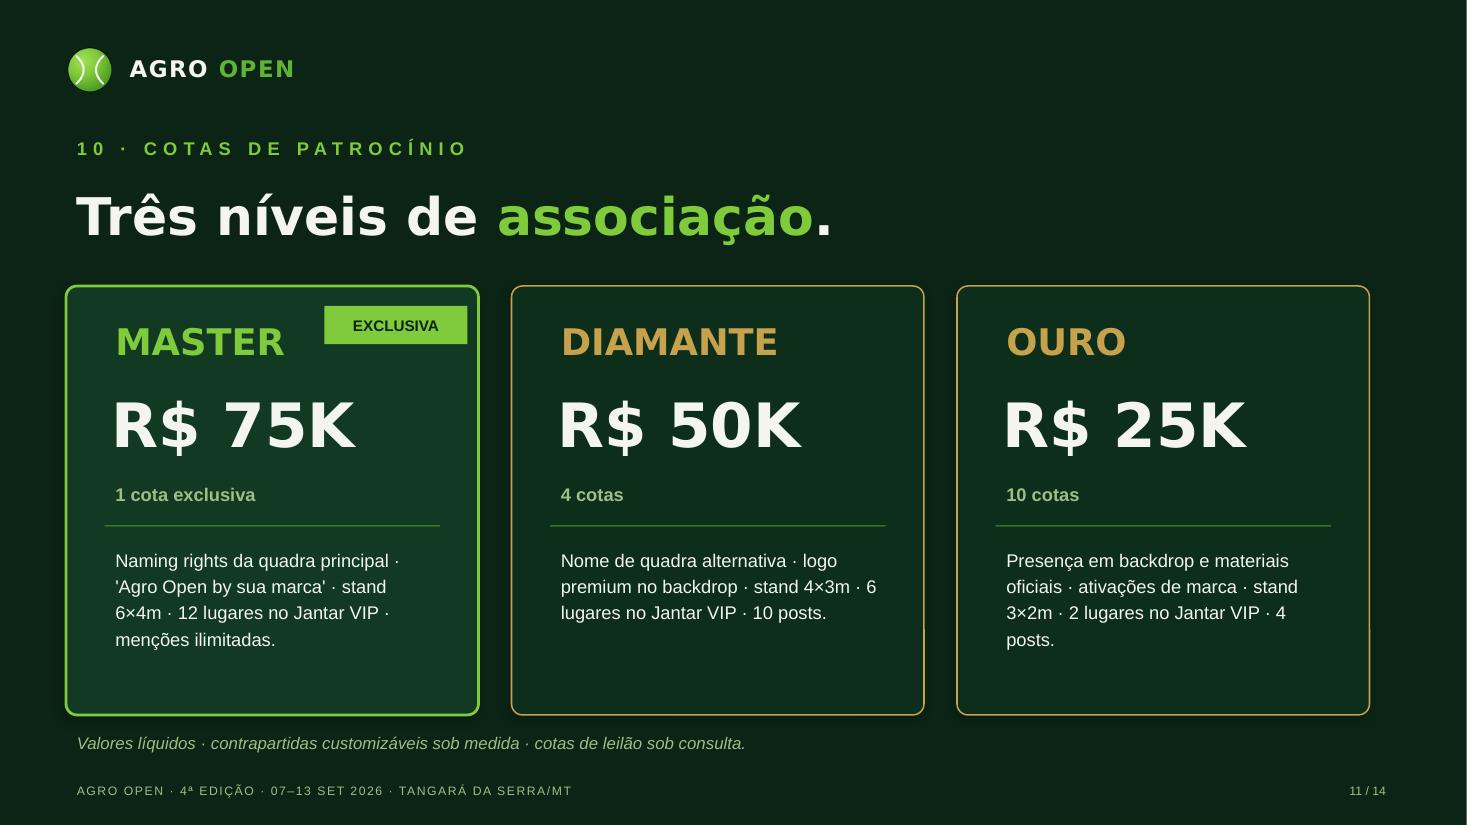 AGRO OPEN
10 · COTAS DE PATROCÍNIO
Três níveis de associação.
MASTER
EXCLUSIVA
R$ 75K
1 cota exclusiva
Naming rights da quadra principal ·
'Agro Open by sua marca' · stand
6×4m · 12 lugares no Jantar VIP ·
menções ilimitadas.
DIAMANTE
R$ 50K
4 cotas
Nome de quadra alternativa · logo
premium no backdrop · stand 4×3m · 6
lugares no Jantar VIP · 10 posts.
OURO
R$ 25K
10 cotas
Presença em backdrop e materiais
oficiais · ativações de marca · stand
3×2m · 2 lugares no Jantar VIP · 4
posts.
Valores líquidos · contrapartidas customizáveis sob medida · cotas de leilão sob consulta.
AGRO OPEN · 4ª EDIÇÃO · 07–13 SET 2026 · TANGARÁ DA SERRA/MT
11 / 14